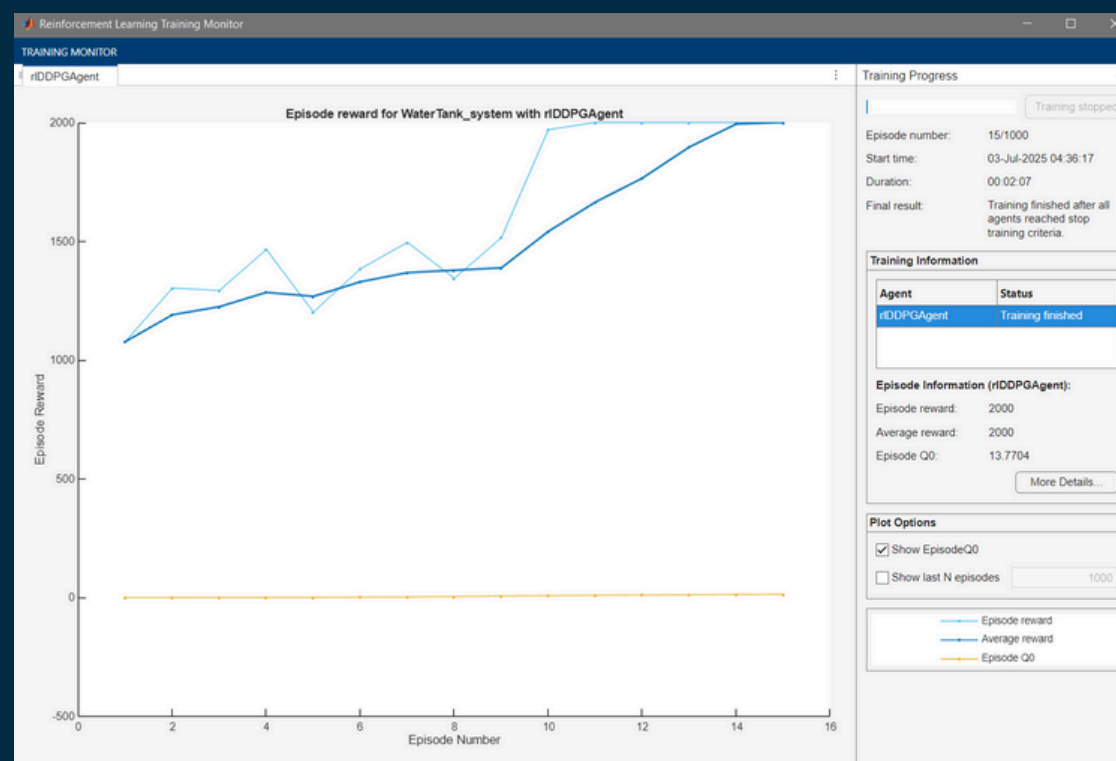 Reinforcement Learning Training Monitor
TRAINING MONITOR
rlDDPGAgent
Episode reward for WaterTank_system with rlDDPGAgent
2000
1500
1000
500
0
-500
Episode Reward
0 2 4 6 8 10 12 14 16
Episode Number
Training Progress
Training stopped
Episode number: 15/1000
Start time: 03-Jul-2025 04:36:17
Duration: 00:02:07
Final result: Training finished after all
agents reached stop
training criteria.
Training Information
Agent Status
rlDDPGAgent Training finished
Episode Information (rlDDPGAgent):
Episode reward: 2000
Average reward: 2000
Episode Q0: 13.7704
More Details...
Plot Options
Show EpisodeQ0
Show last N episodes 1000
Episode reward
Average reward
Episode Q0